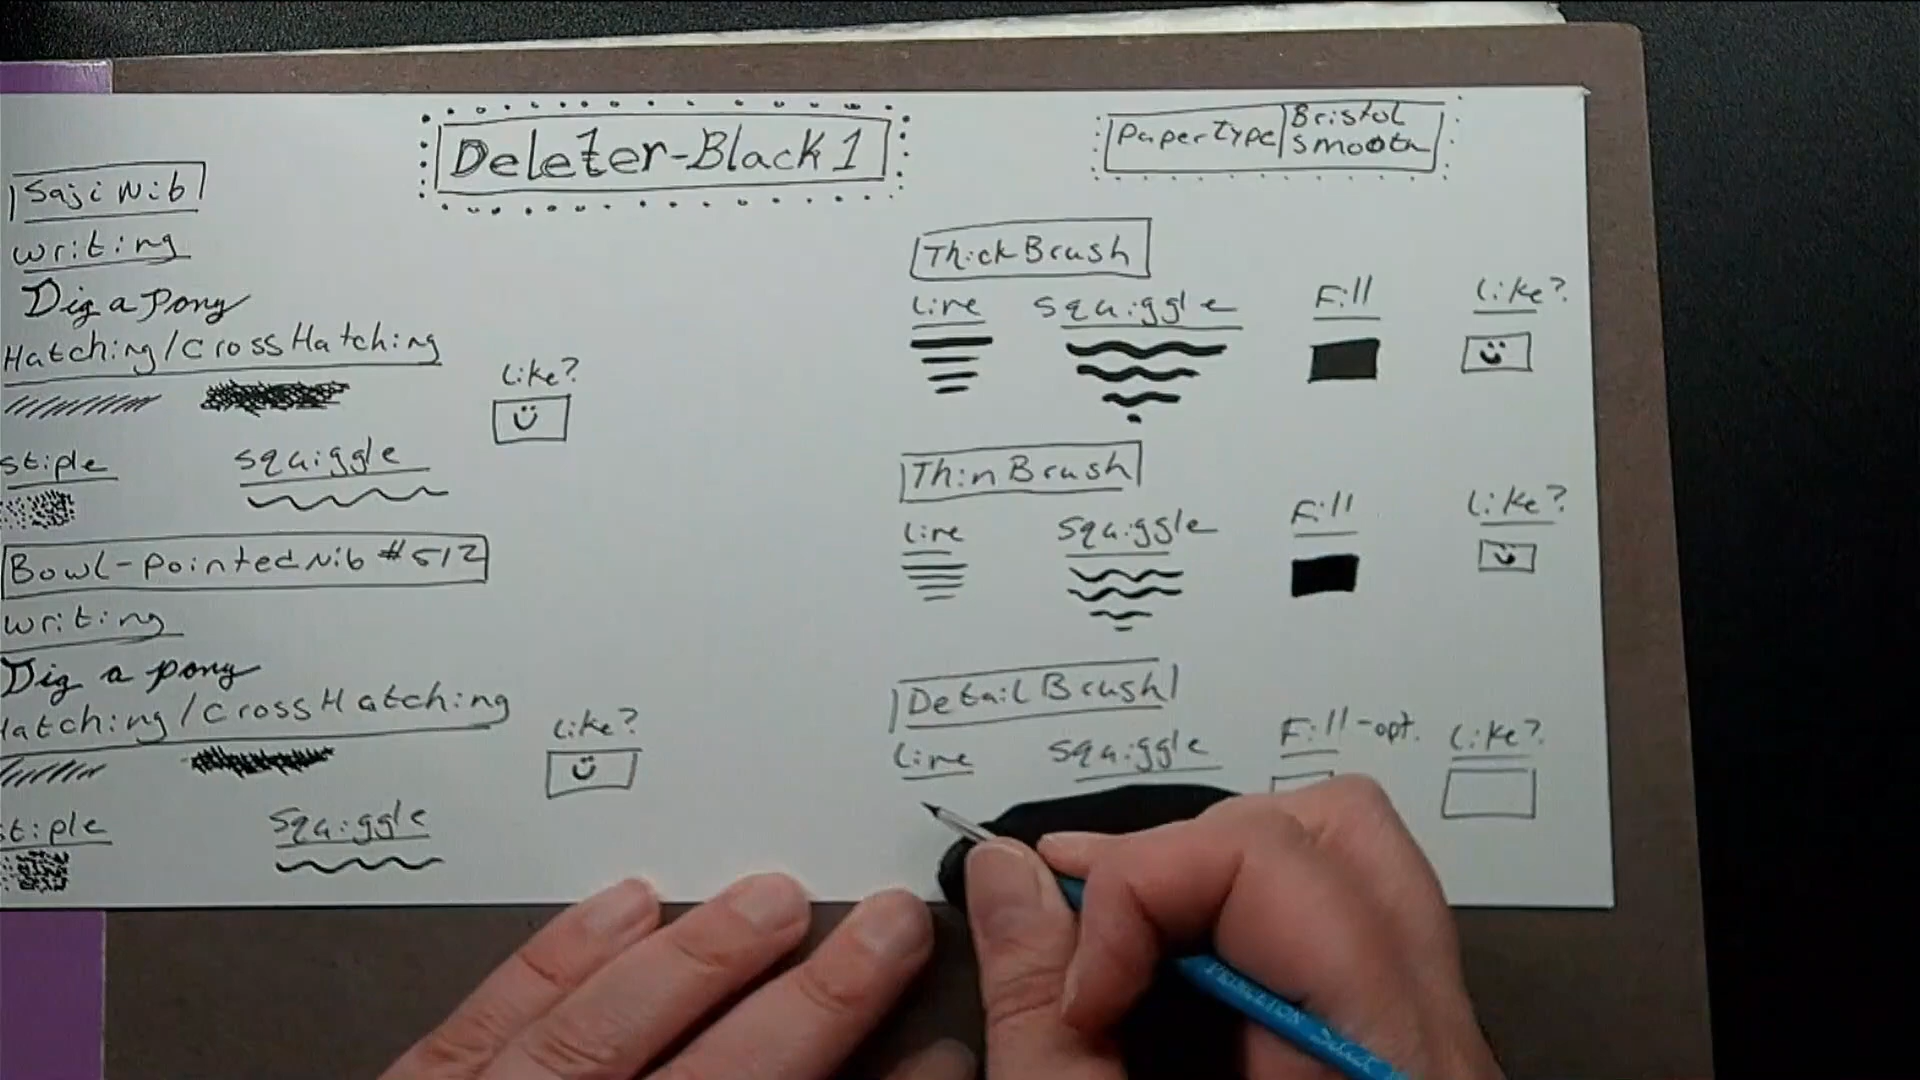 Deleter-Black 1
Paper Type
Bristol
Smooth
Saji Nib
Writing
Dig a Pony
Hatching/Cross Hatching
Like?
Stiple
Squiggle
Bowl-Pointed Nib #512
Writing
Dig a pony
Hatching/Cross Hatching
Like?
Stiple
Squiggle
Thick Brush
Line Squiggle Fill Like?
Thin Brush
Line Squiggle Fill Like?
Detail Brush
Line Squiggle Fill-opt. Like?